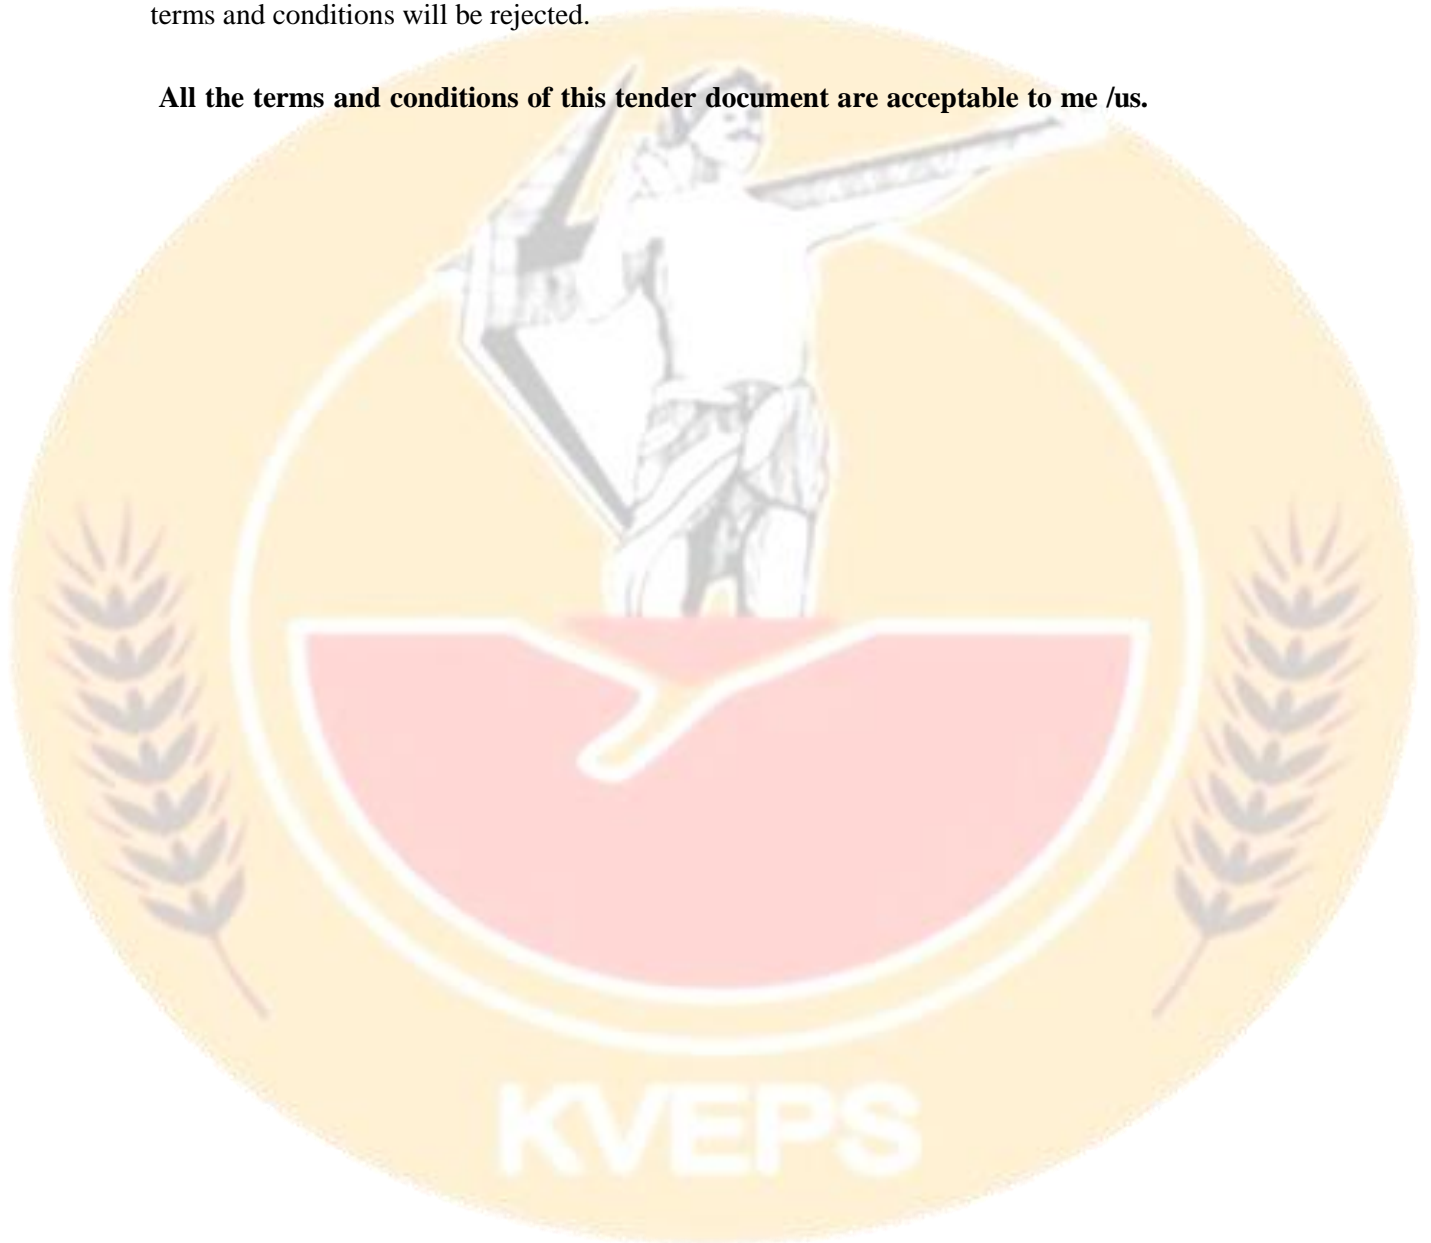 terms and conditions will be rejected.
All the terms and conditions of this tender document are acceptable to me /us.
KVEPS